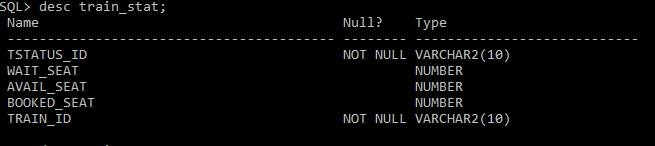 SQL> desc train_stat;
Name Null? Type
----------------------------------------- -------- ----------------------------
TSTATUS_ID NOT NULL VARCHAR2(10)
WAIT_SEAT NUMBER
AVAIL_SEAT NUMBER
BOOKED_SEAT NUMBER
TRAIN_ID NOT NULL VARCHAR2(10)